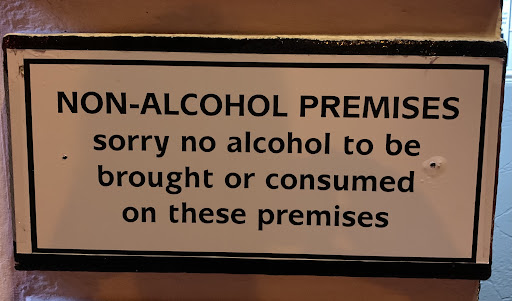 NON-ALCOHOL PREMISES
sorry no alcohol to be
brought or consumed
on these premises